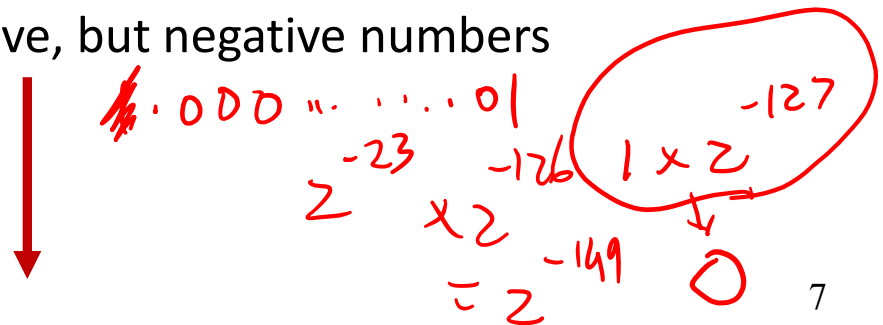 ve, but negative numbers
.000 ........01
2^-23 × 2^-126
= 2^-149
1 × 2^-127
0
7